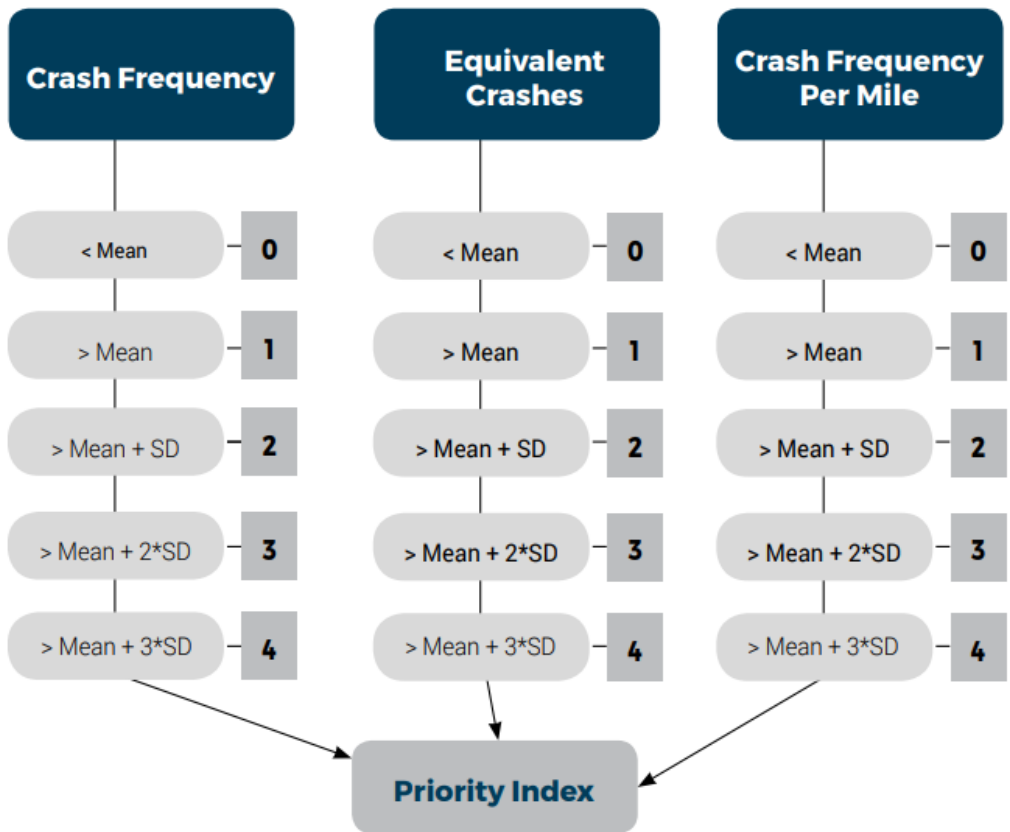 Crash Frequency
Equivalent
Crashes
Crash Frequency
Per Mile
< Mean
0
< Mean
0
< Mean
0
> Mean
1
> Mean
1
> Mean
1
> Mean + SD
2
> Mean + SD
2
> Mean + SD
2
> Mean + 2*SD
3
> Mean + 2*SD
3
> Mean + 2*SD
3
> Mean + 3*SD
4
> Mean + 3*SD
4
> Mean + 3*SD
4
Priority Index